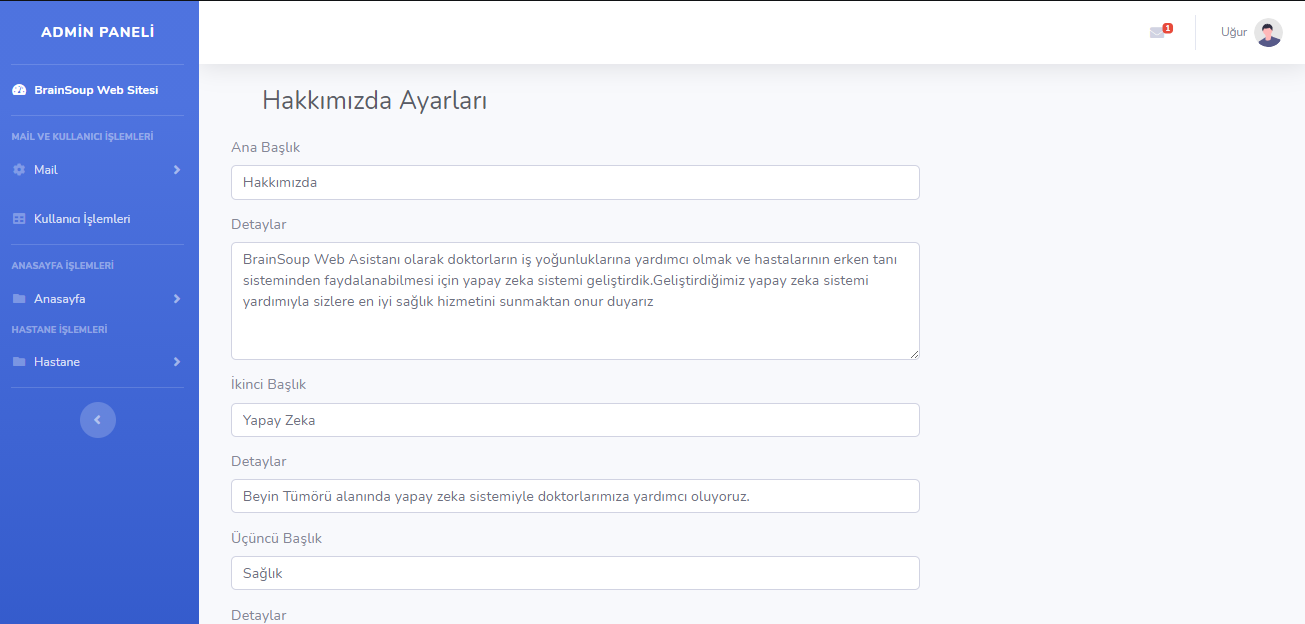 ADMİN PANELİ
BrainSoup Web Sitesi
MAİL VE KULLANICI İŞLEMLERİ
Mail
Kullanıcı İşlemleri
ANASAYFA İŞLEMLERİ
Anasayfa
HASTANE İŞLEMLERİ
Hastane
1
Uğur
Hakkımızda Ayarları
Ana Başlık
Hakkımızda
Detaylar
BrainSoup Web Asistanı olarak doktorların iş yoğunluklarına yardımcı olmak ve hastalarının erken tanı
sisteminden faydalanabilmesi için yapay zeka sistemi geliştirdik.Geliştirdiğimiz yapay zeka sistemi
yardımıyla sizlere en iyi sağlık hizmetini sunmaktan onur duyarız
İkinci Başlık
Yapay Zeka
Detaylar
Beyin Tümörü alanında yapay zeka sistemiyle doktorlarımıza yardımcı oluyoruz.
Üçüncü Başlık
Sağlık
Detaylar